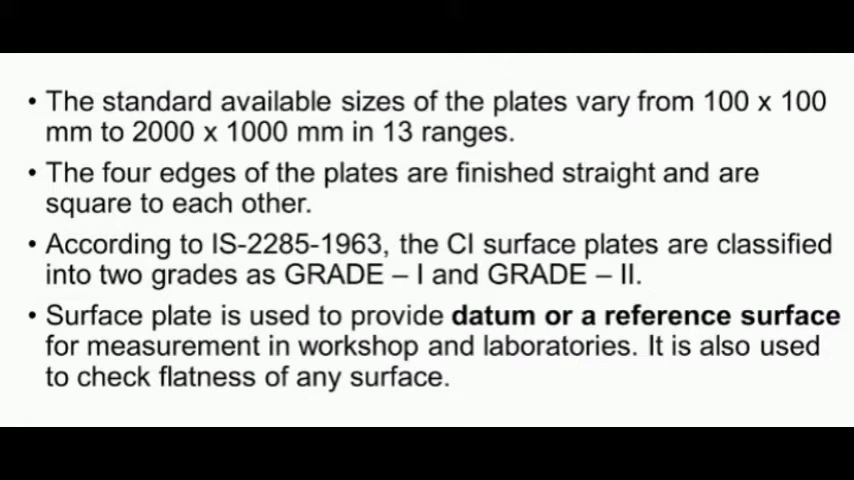 • The standard available sizes of the plates vary from 100 x 100
mm to 2000 x 1000 mm in 13 ranges.
• The four edges of the plates are finished straight and are
square to each other.
• According to IS-2285-1963, the CI surface plates are classified
into two grades as GRADE – I and GRADE – II.
• Surface plate is used to provide datum or a reference surface
for measurement in workshop and laboratories. It is also used
to check flatness of any surface.